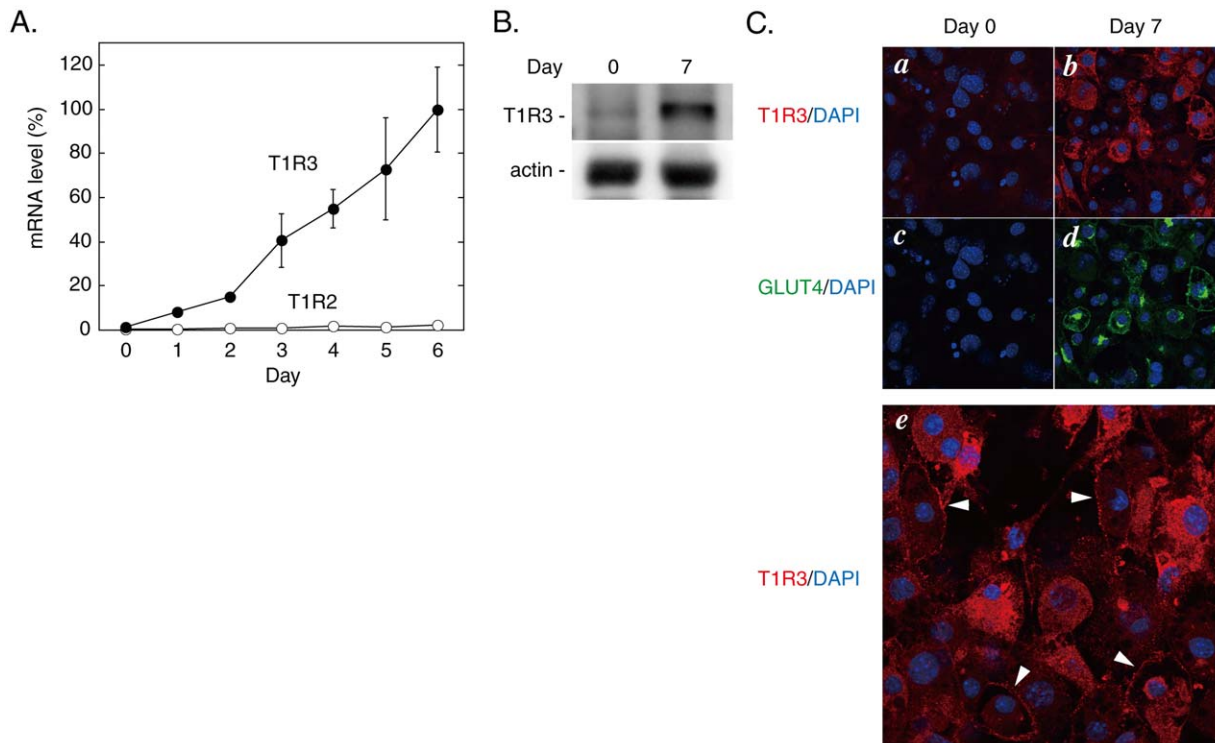 A.
120
100
80
60
40
20
0
mRNA level (%)
T1R3
T1R2
0 1 2 3 4 5 6
Day
B.
Day 0 7
T1R3 -
actin -
C.
Day 0 Day 7
a b
T1R3/DAPI
c d
GLUT4/DAPI
e
T1R3/DAPI